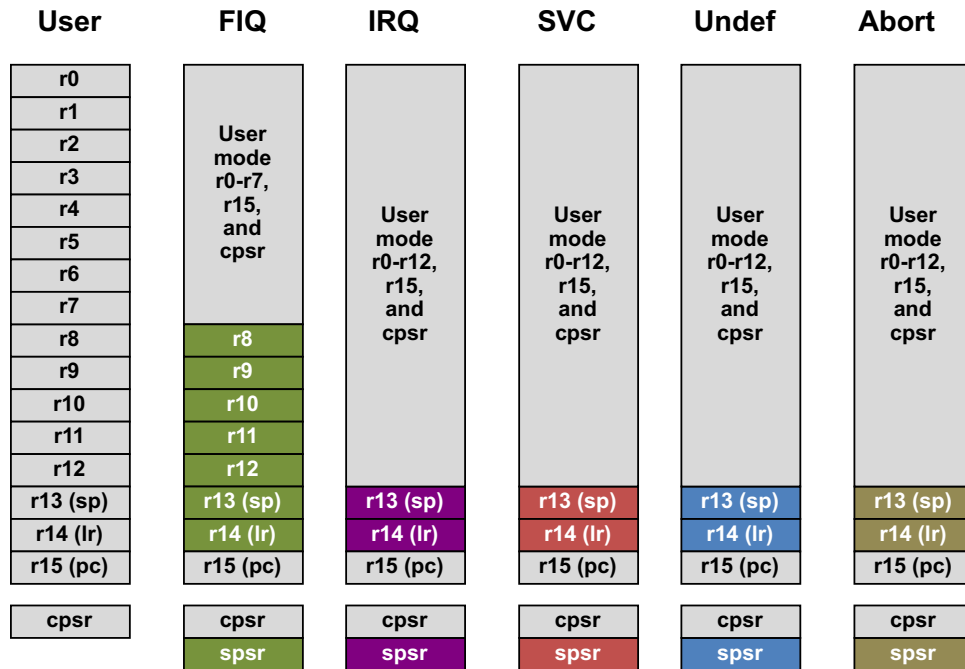 User
FIQ
IRQ
SVC
Undef
Abort
r0
r1
r2
r3
r4
r5
r6
r7
r8
r9
r10
r11
r12
r13 (sp)
r14 (lr)
r15 (pc)
cpsr
User
mode
r0-r7,
r15,
and
cpsr
r8
r9
r10
r11
r12
r13 (sp)
r14 (lr)
r15 (pc)
cpsr
spsr
User
mode
r0-r12,
r15,
and
cpsr
r13 (sp)
r14 (lr)
r15 (pc)
cpsr
spsr
User
mode
r0-r12,
r15,
and
cpsr
r13 (sp)
r14 (lr)
r15 (pc)
cpsr
spsr
User
mode
r0-r12,
r15,
and
cpsr
r13 (sp)
r14 (lr)
r15 (pc)
cpsr
spsr
User
mode
r0-r12,
r15,
and
cpsr
r13 (sp)
r14 (lr)
r15 (pc)
cpsr
spsr